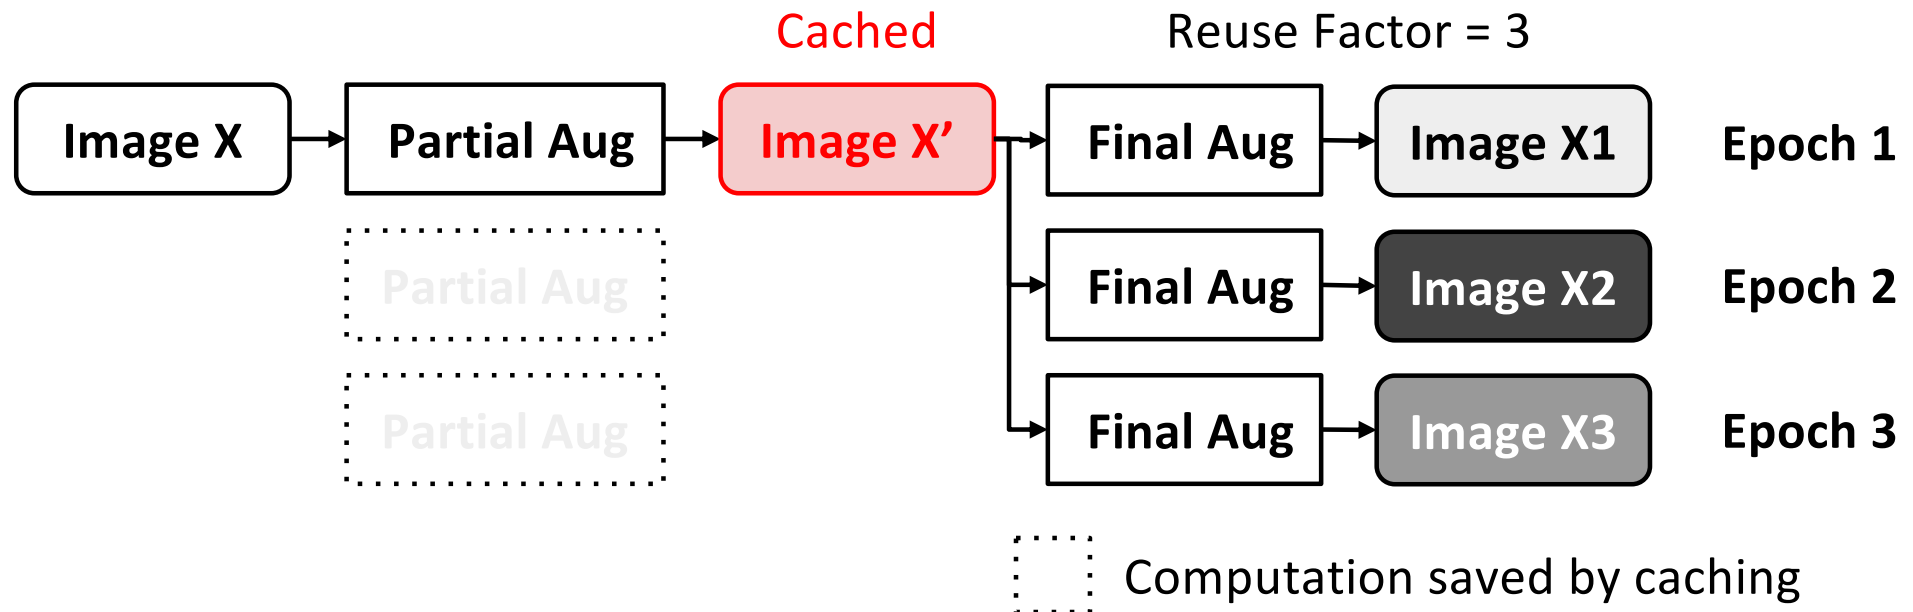 Cached
Reuse Factor = 3
Image X
Partial Aug
Image X’
Final Aug
Image X1
Epoch 1
Partial Aug
Final Aug
Image X2
Epoch 2
Partial Aug
Final Aug
Image X3
Epoch 3
Computation saved by caching